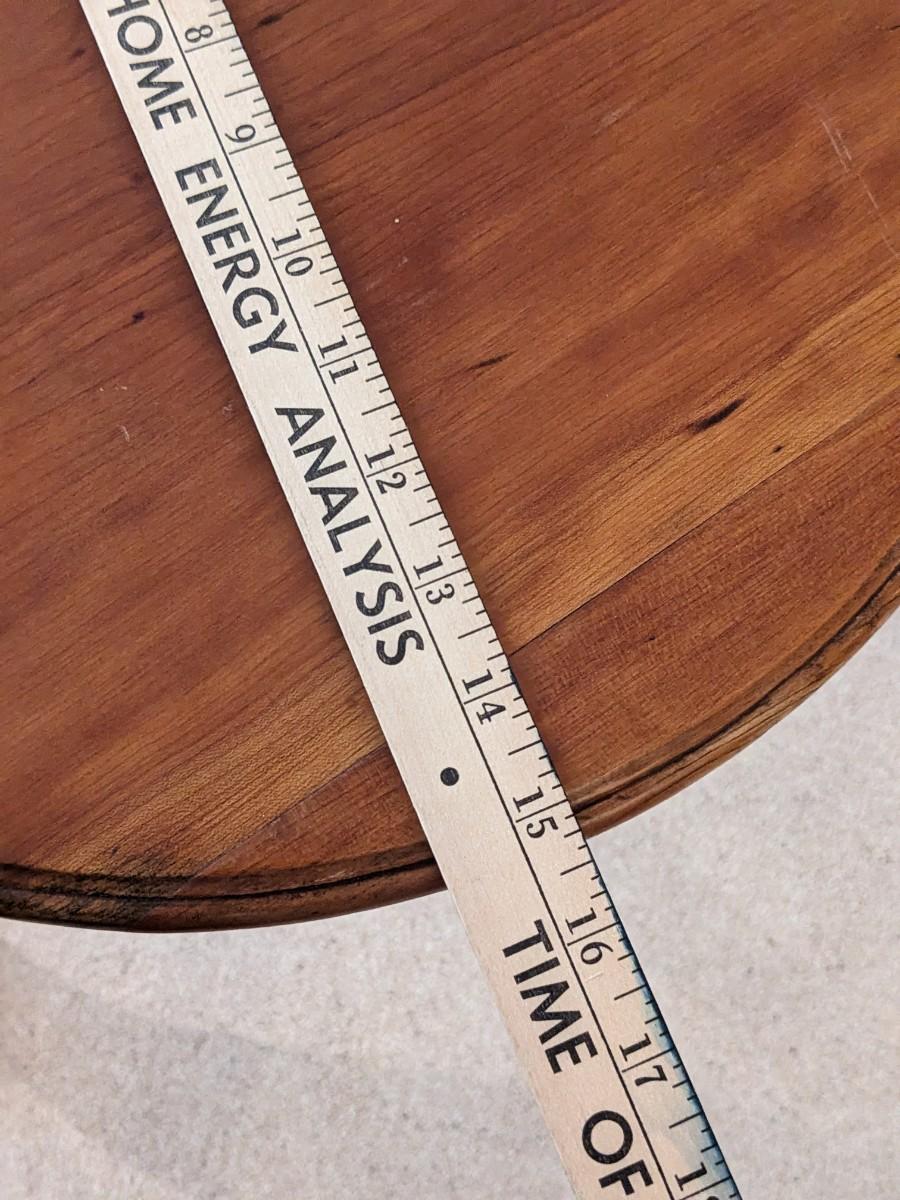 8 9 10 11 12 13 14 15 16 17
HOME ENERGY ANALYSIS • TIME OF